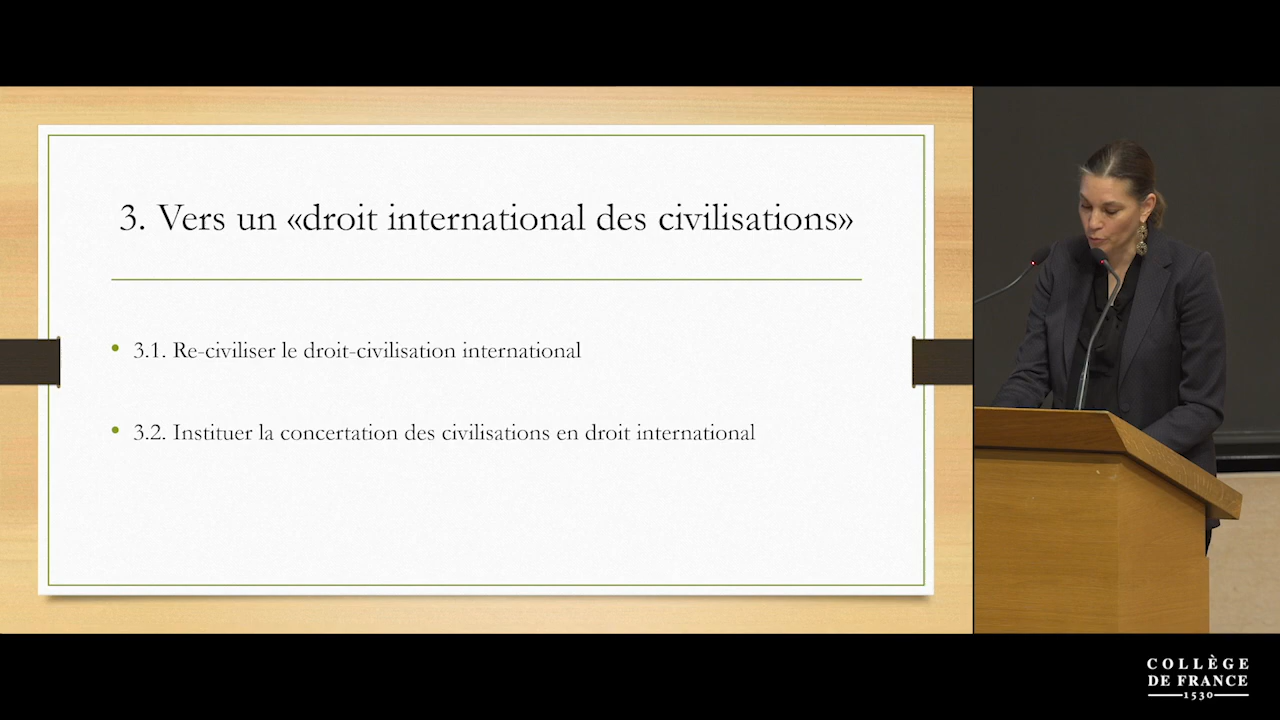 3. Vers un «droit international des civilisations»
• 3.1. Re-civiliser le droit-civilisation international
• 3.2. Instituer la concertation des civilisations en droit international
COLLÈGE
DE FRANCE
1530